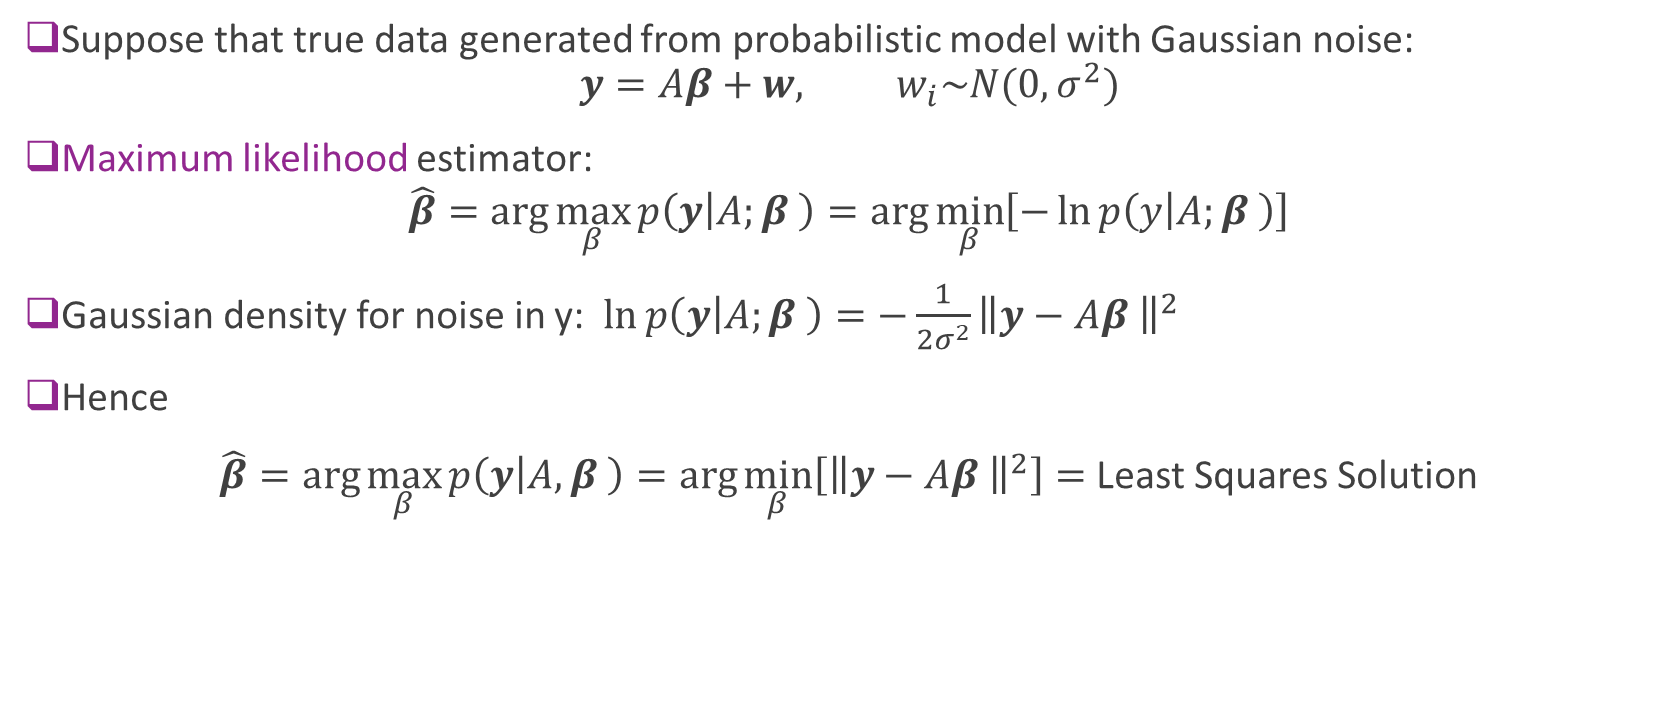 ❑Suppose that true data generated from probabilistic model with Gaussian noise:
𝒚 = 𝐴𝜷 + 𝒘, 𝑤ᵢ~𝑁(0, 𝜎²)
❑Maximum likelihood estimator:
𝜷̂ = arg max_𝛽 𝑝(𝒚|𝐴; 𝜷 ) = arg min_𝛽 [− ln 𝑝(𝑦|𝐴; 𝜷 )]
❑Gaussian density for noise in y: ln 𝑝(𝒚|𝐴; 𝜷 ) = − 1/2𝜎² ‖𝒚 − 𝐴𝜷 ‖²
❑Hence
𝜷̂ = arg max_𝛽 𝑝(𝒚|𝐴, 𝜷 ) = arg min_𝛽 [‖𝒚 − 𝐴𝜷 ‖²] = Least Squares Solution